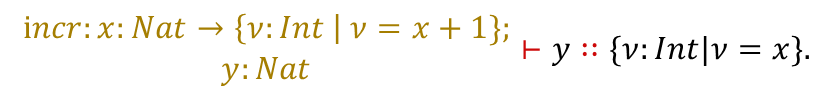 incr: x: Nat → {ν: Int | ν = x + 1};
y: Nat
⊢ y ∷ {ν: Int|ν = x}.